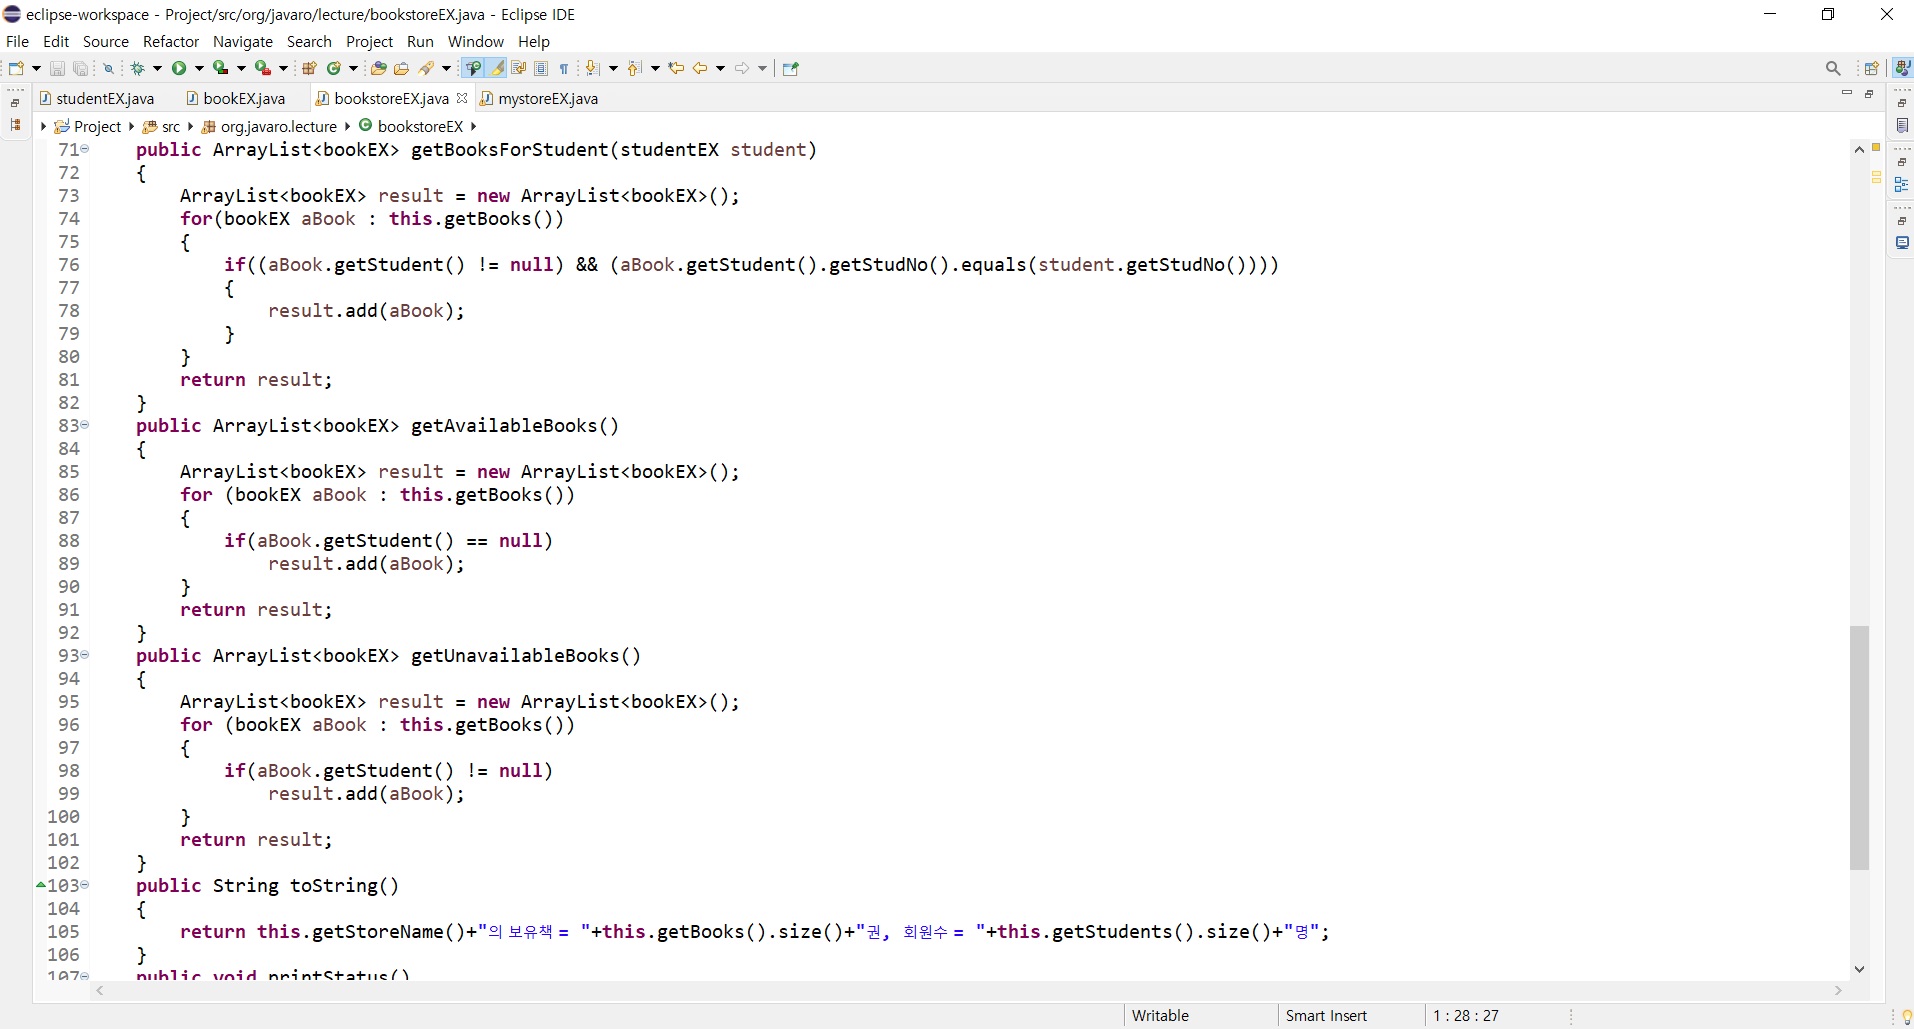 eclipse-workspace - Project/src/org/javaro/lecture/bookstoreEX.java - Eclipse IDE
File Edit Source Refactor Navigate Search Project Run Window Help
studentEX.java bookEX.java bookstoreEX.java mystoreEX.java
Project src org.javaro.lecture bookstoreEX
71 public ArrayList<bookEX> getBooksForStudent(studentEX student)
72 {
73 ArrayList<bookEX> result = new ArrayList<bookEX>();
74 for(bookEX aBook : this.getBooks())
75 {
76 if((aBook.getStudent() != null) && (aBook.getStudent().getStudNo().equals(student.getStudNo())))
77 {
78 result.add(aBook);
79 }
80 }
81 return result;
82 }
83 public ArrayList<bookEX> getAvailableBooks()
84 {
85 ArrayList<bookEX> result = new ArrayList<bookEX>();
86 for (bookEX aBook : this.getBooks())
87 {
88 if(aBook.getStudent() == null)
89 result.add(aBook);
90 }
91 return result;
92 }
93 public ArrayList<bookEX> getUnavailableBooks()
94 {
95 ArrayList<bookEX> result = new ArrayList<bookEX>();
96 for (bookEX aBook : this.getBooks())
97 {
98 if(aBook.getStudent() != null)
99 result.add(aBook);
100 }
101 return result;
102 }
103 public String toString()
104 {
105 return this.getStoreName()+"의 보유책 = "+this.getBooks().size()+"권, 회원수 = "+this.getStudents().size()+"명";
106 }
107 public void printStatus()
Writable Smart Insert 1 : 28 : 27